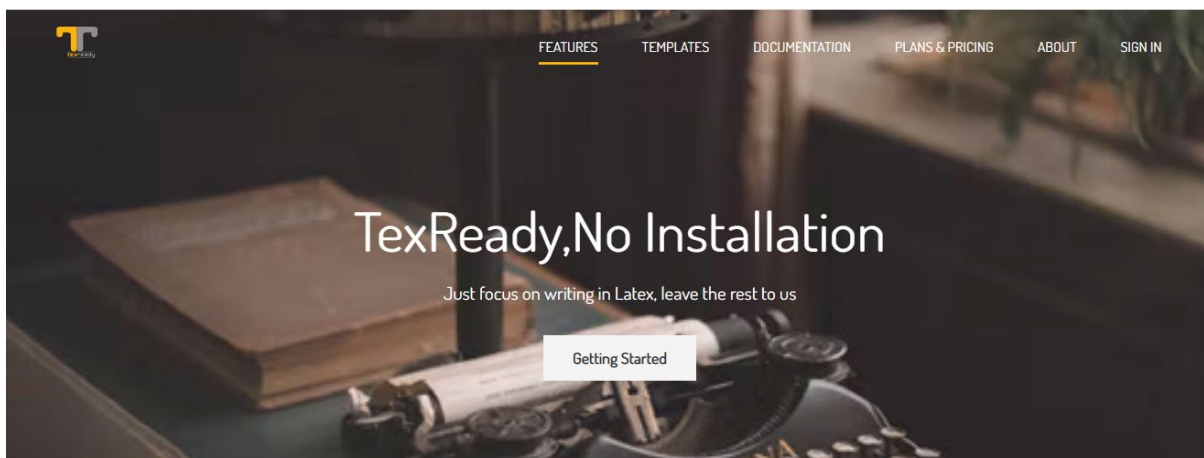 TexReady
FEATURES TEMPLATES DOCUMENTATION PLANS & PRICING ABOUT SIGN IN
TexReady,No Installation
Just focus on writing in Latex, leave the rest to us
Getting Started